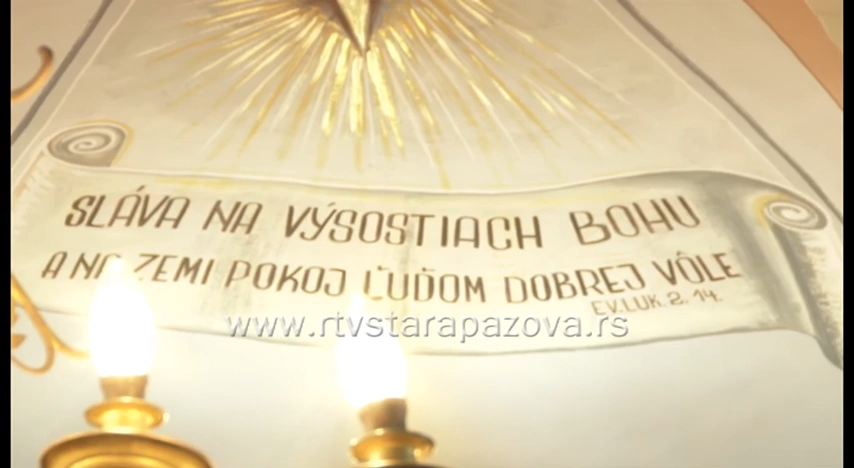 SLÁVA NA VÝSOSTIACH BOHU
A NA ZEMI POKOJ ĽUĎOM DOBREJ VÔLE
EV.LUK. 2. 14.
www.rtvstarapazova.rs